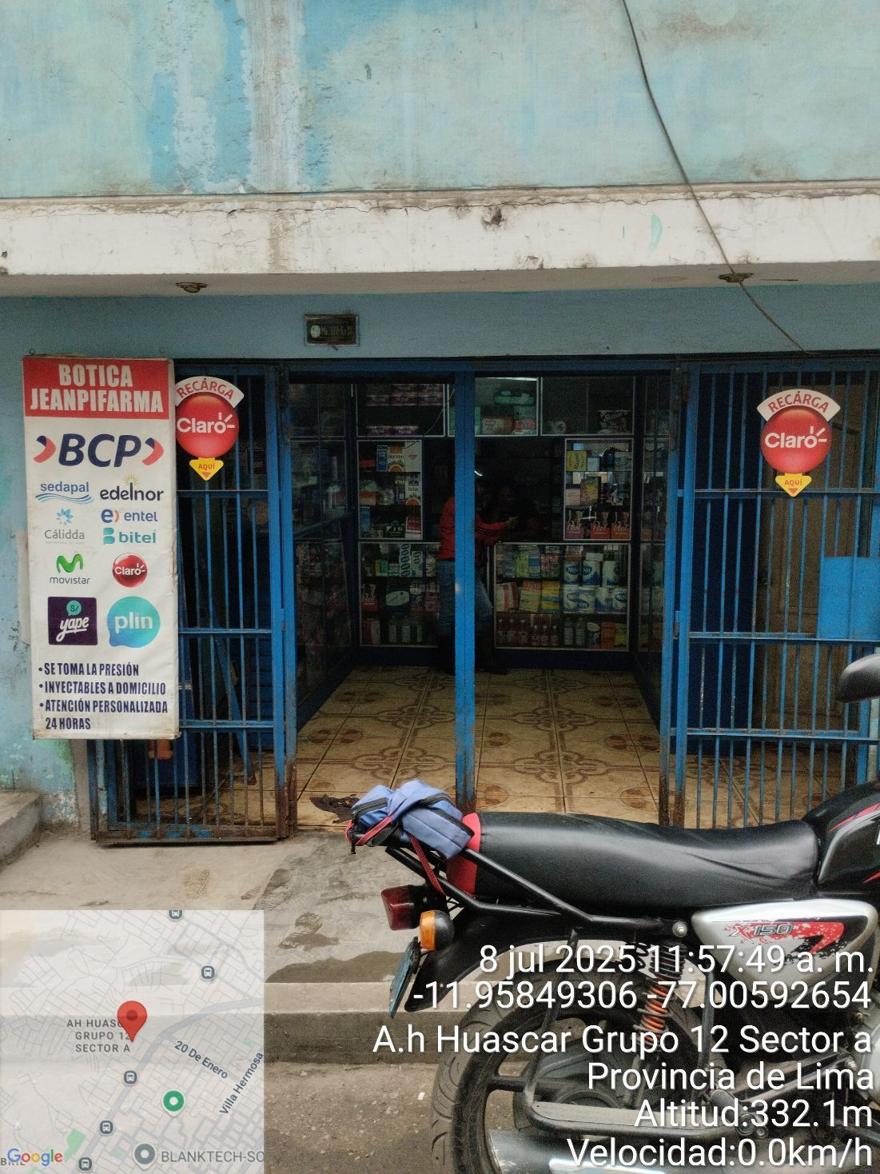 BOTICA
JEANPIFARMA
BCP
sedapal
edelnor
Cálidda
entel
bitel
movistar
Claro
S/
yape
plin
•SE TOMA LA PRESIÓN
•INYECTABLES A DOMICILIO
•ATENCIÓN PERSONALIZADA
24 HORAS
RECÁRGA
Claro
AQUÍ
RECÁRGA
Claro
AQUÍ
X150
8 jul 2025 11:57:49 a. m.
-11.95849306 -77.00592654
A.h Huascar Grupo 12 Sector a
Provincia de Lima
Altitud:332.1m
Velocidad:0.0km/h
AH HUASC
GRUPO 12
SECTOR A
20 De Enero
Villa Hermosa
BLANKTECH-SO
Google